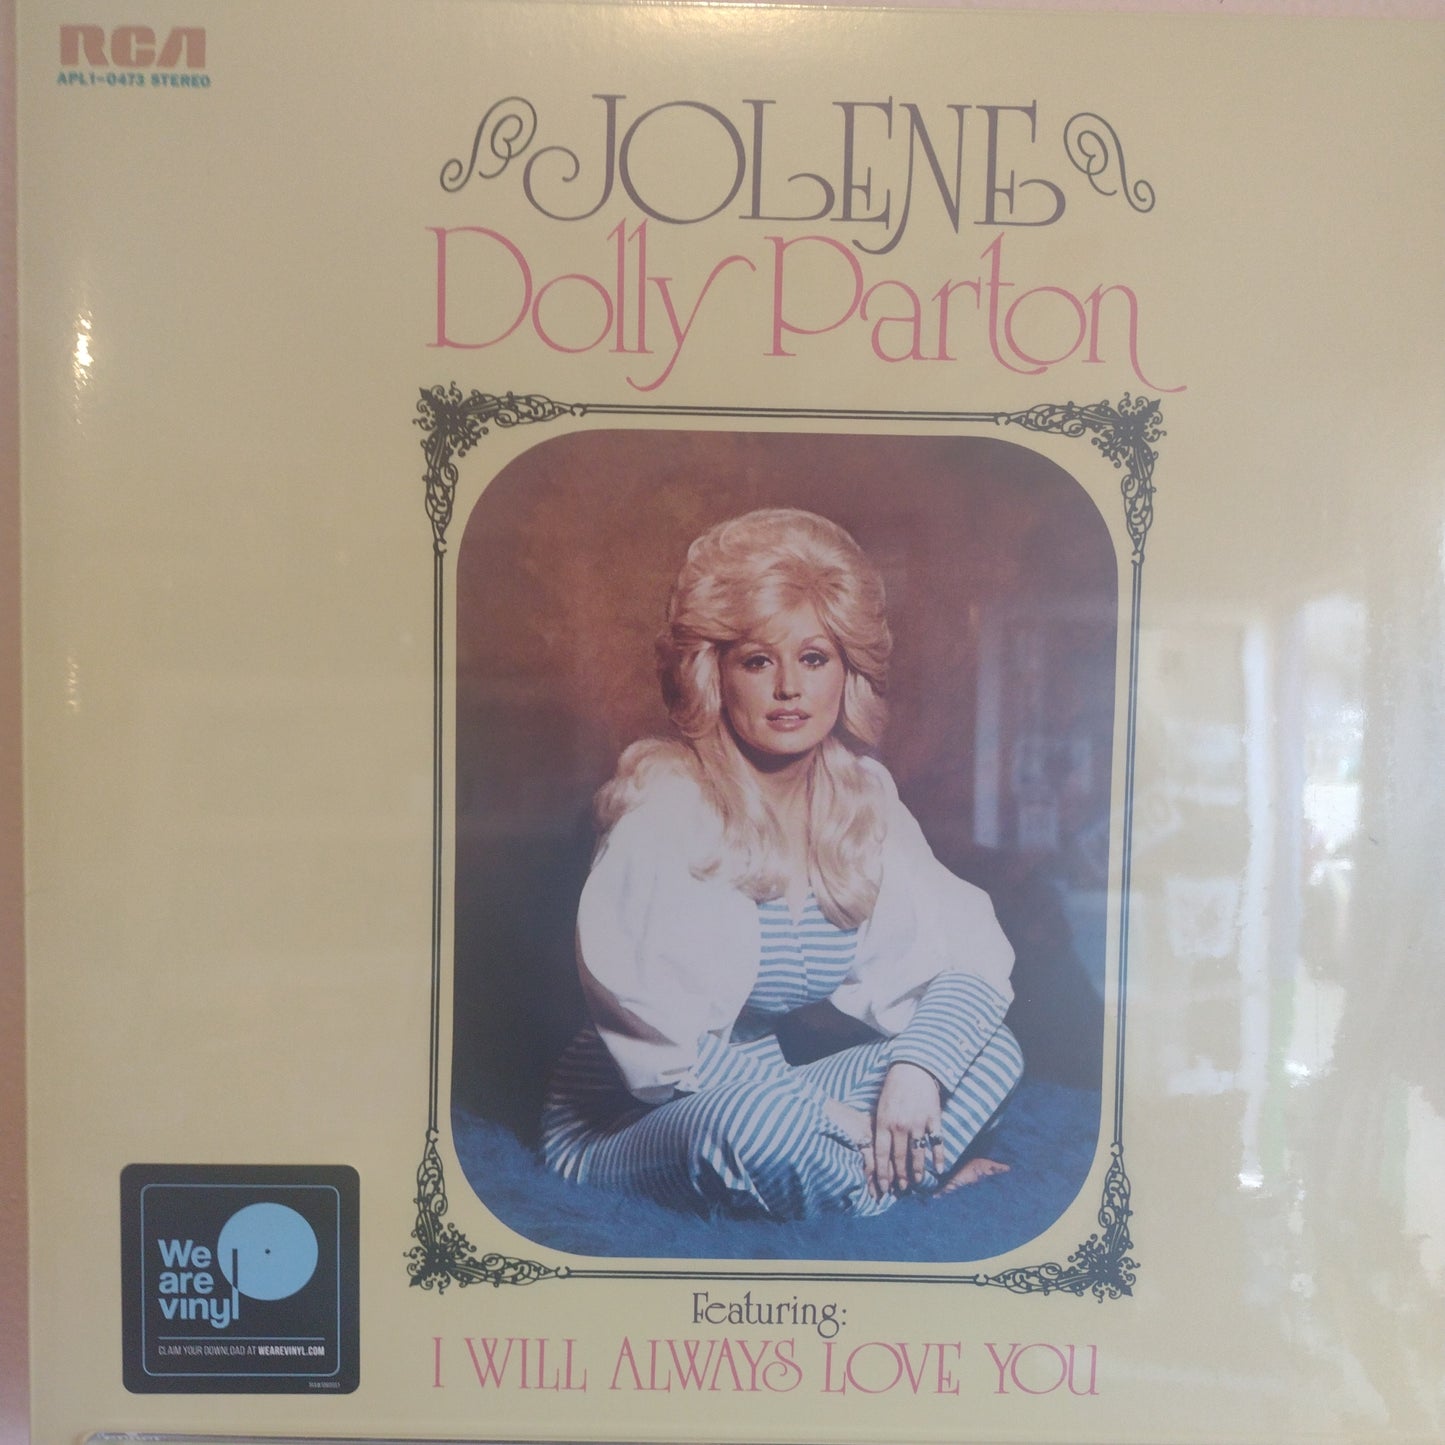 RCA
APL1-0473 STEREO
JOLENE
Dolly Parton
Featuring:
I WILL ALWAYS LOVE YOU
We
are
vinyl
CLAIM YOUR DOWNLOAD AT WEAREVINYL.COM